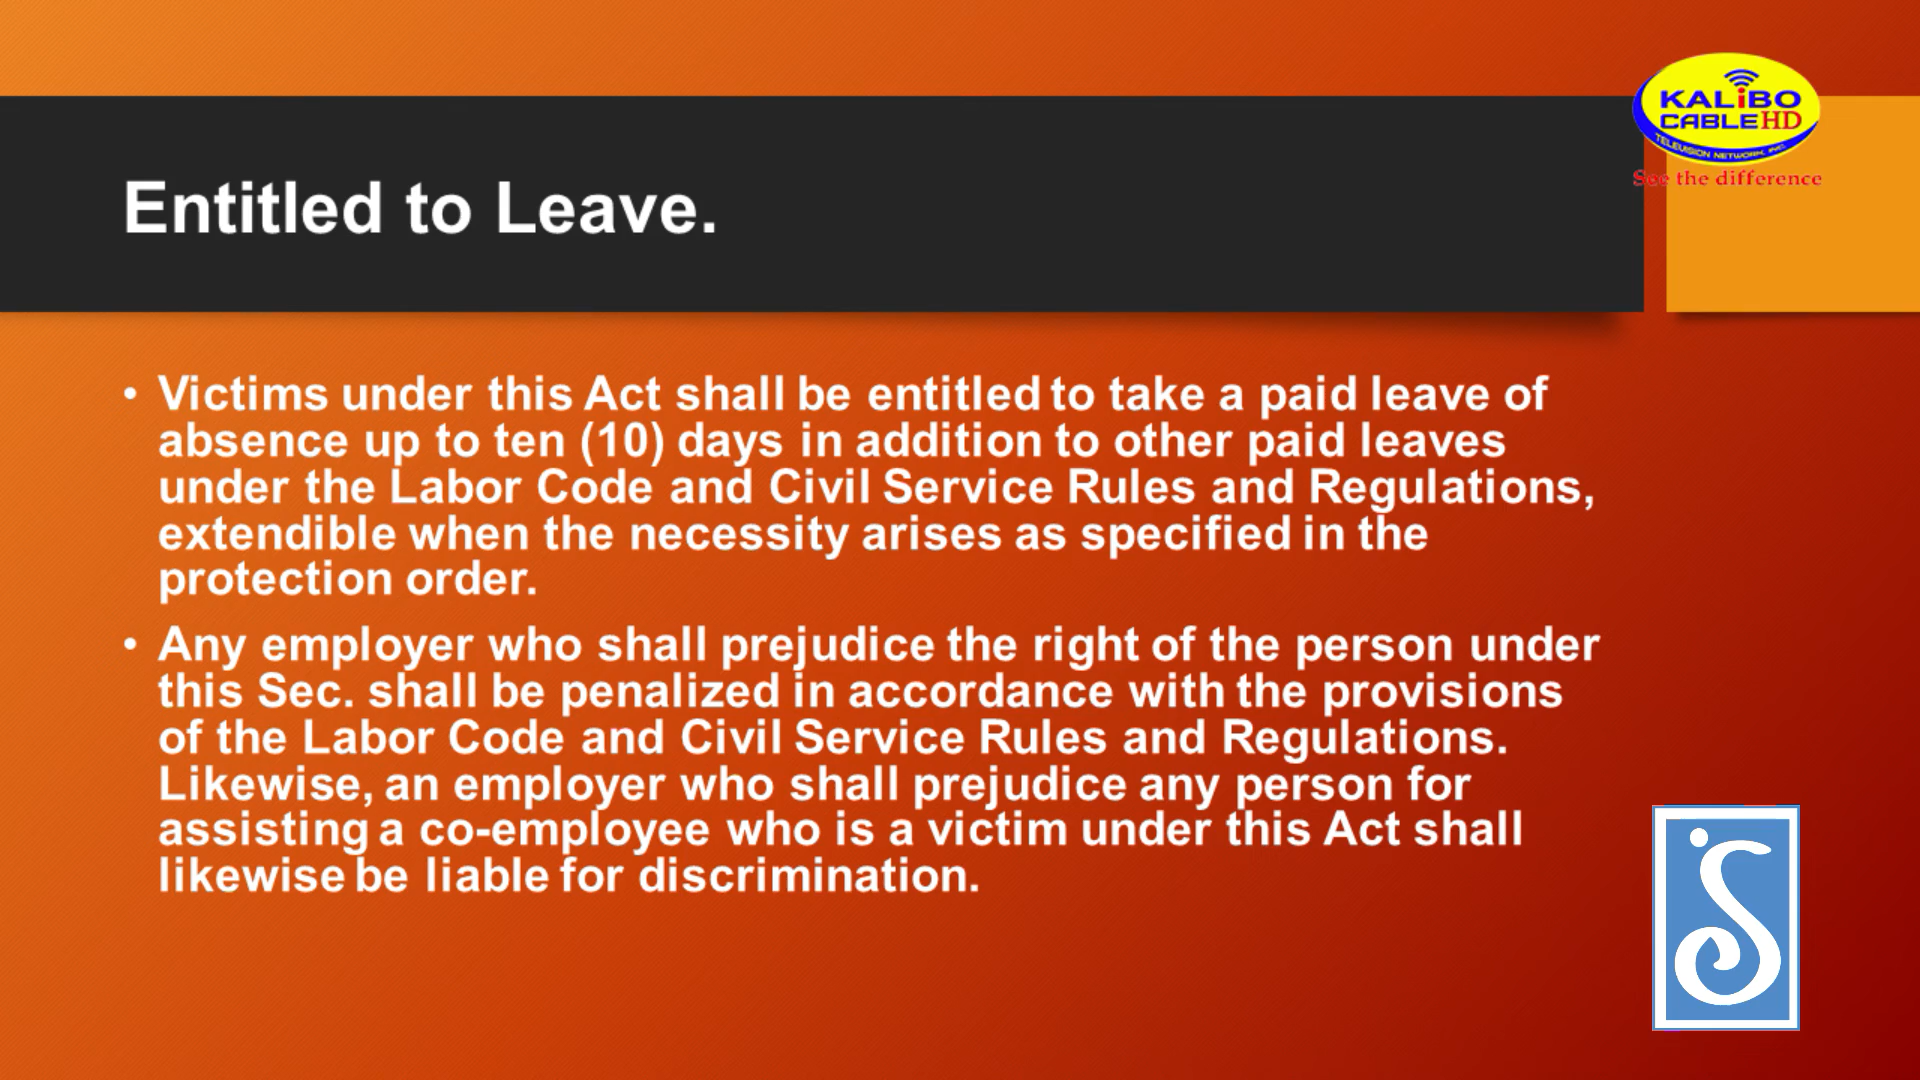 KALiBO
CABLEHD
TELEVISION NETWORK, INC.
See the difference
Entitled to Leave.
• Victims under this Act shall be entitled to take a paid leave of
absence up to ten (10) days in addition to other paid leaves
under the Labor Code and Civil Service Rules and Regulations,
extendible when the necessity arises as specified in the
protection order.
• Any employer who shall prejudice the right of the person under
this Sec. shall be penalized in accordance with the provisions
of the Labor Code and Civil Service Rules and Regulations.
Likewise, an employer who shall prejudice any person for
assisting a co-employee who is a victim under this Act shall
likewise be liable for discrimination.
S